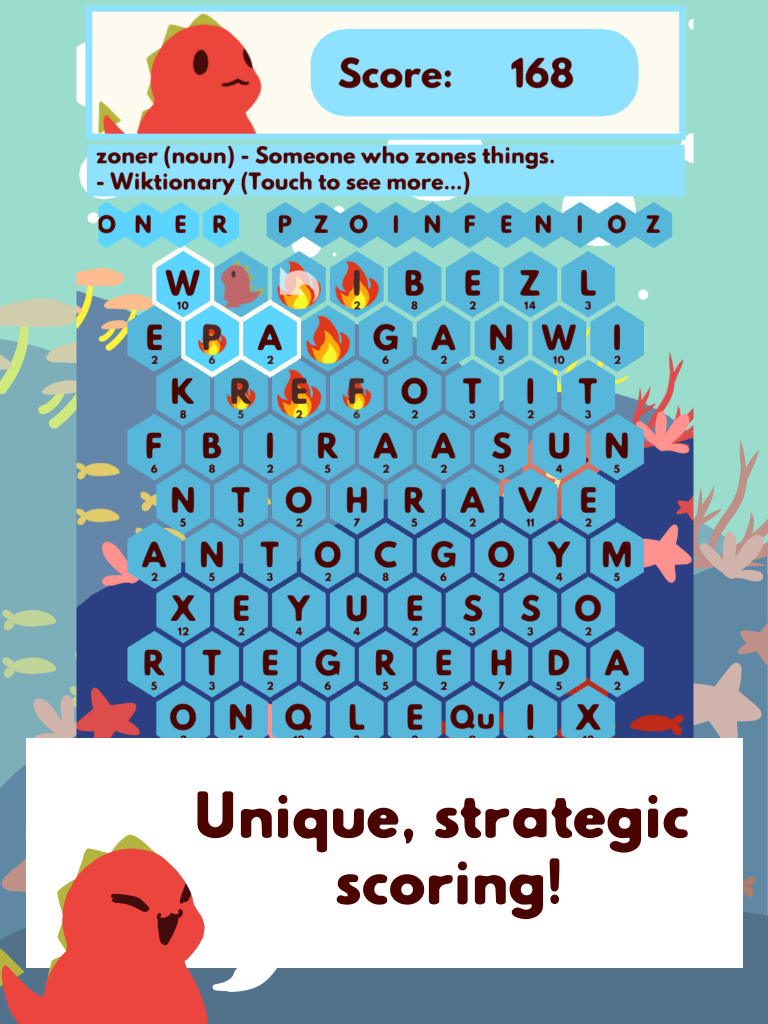 Score: 168
zoner (noun) - Someone who zones things.
- Wiktionary (Touch to see more...)
O N E R P Z O I N F E N I O Z
W I B E Z L
10 2 8 2 14 3
E P A G A N W I
2 6 2 6 2 5 10 2
K R E F O T I T
8 5 2 6 2 3 2 3
F B I R A A S U N
6 8 2 5 2 2 3 4 5
N T O H R A V E
5 3 2 7 5 2 11 2
A N T O C G O Y M
2 5 3 2 8 6 2 4 5
X E Y U E S S O
12 2 4 4 2 3 3 2
R T E G R E H D A
5 3 2 6 5 2 7 5 2
O N Q L E Qu I X
Unique, strategic
scoring!